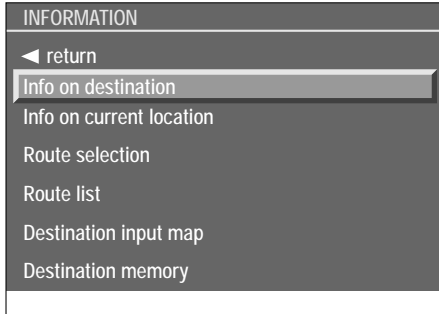 INFORMATION
◄ return
Info on destination
Info on current location
Route selection
Route list
Destination input map
Destination memory